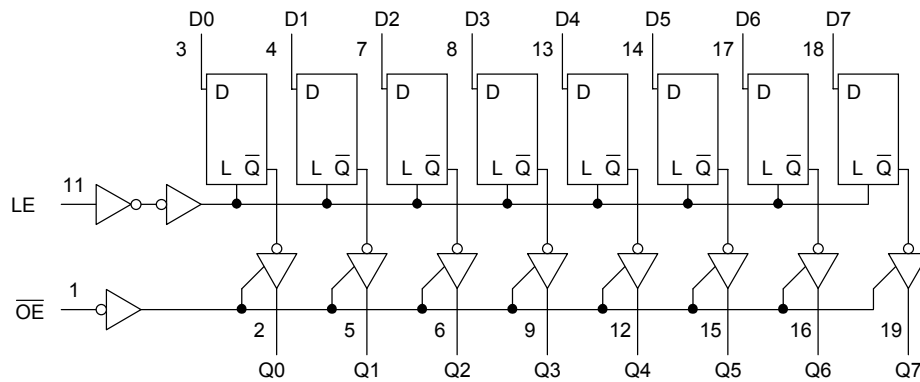 D0 D1 D2 D3 D4 D5 D6 D7
3 4 7 8 13 14 17 18
D D D D D D D D
L Q̅ L Q̅ L Q̅ L Q̅ L Q̅ L Q̅ L Q̅ L Q̅
11
LE
1
O̅E̅
2 5 6 9 12 15 16 19
Q0 Q1 Q2 Q3 Q4 Q5 Q6 Q7